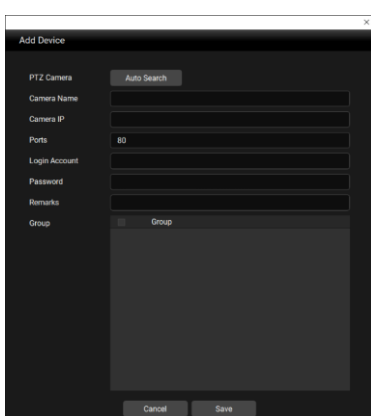 Add Device
PTZ Camera Auto Search
Camera Name
Camera IP
Ports 80
Login Account
Password
Remarks
Group Group
Cancel Save